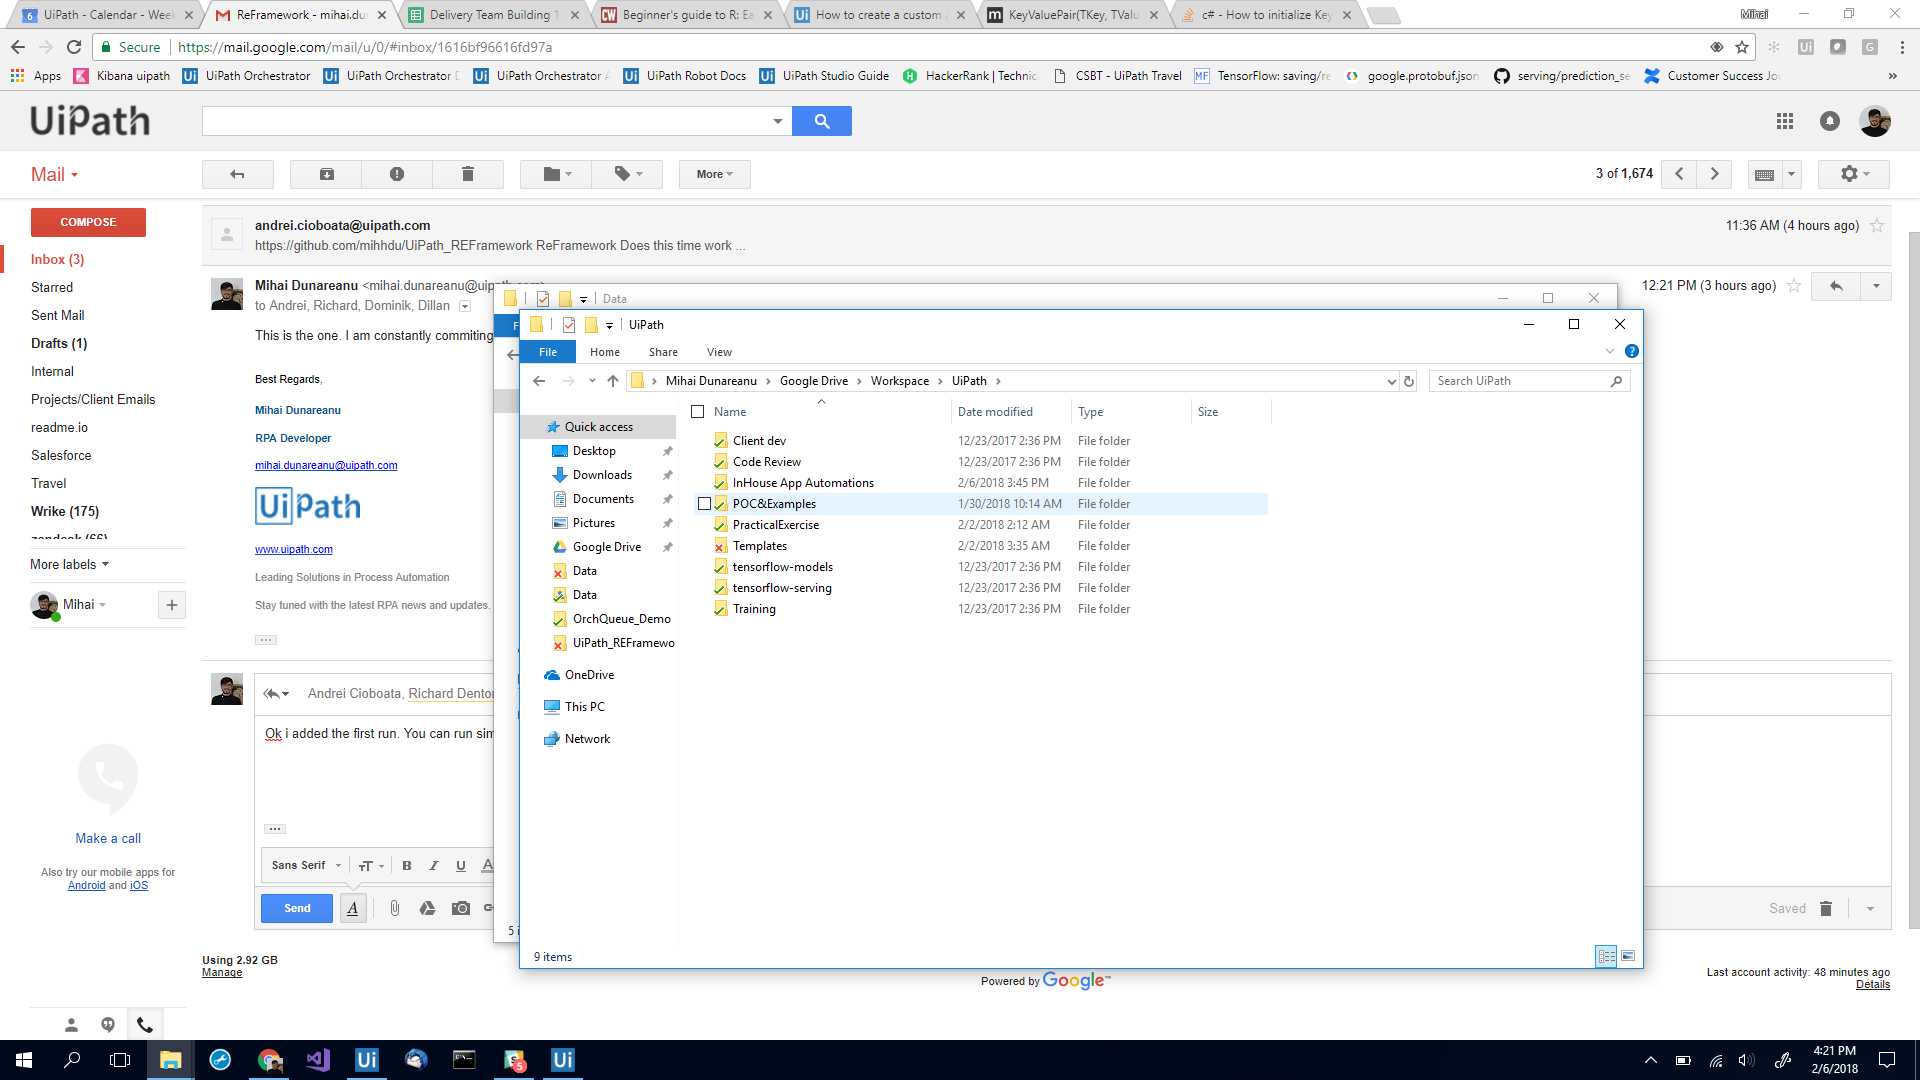 UiPath - Calendar - Week
ReFramework - mihai.du
Delivery Team Building T
Beginner's guide to R: Ea
How to create a custom
KeyValuePair(TKey, TValu
c# - How to initialize Key
Mihai
Secure
https://mail.google.com/mail/u/0/#inbox/1616bf96616fd97a
Apps
Kibana uipath
UiPath Orchestrator
UiPath Orchestrator
UiPath Orchestrator
UiPath Robot Docs
UiPath Studio Guide
HackerRank | Technic
CSBT - UiPath Travel
TensorFlow: saving/re
google.protobuf.json
serving/prediction_se
Customer Success Jou
UiPath
Mail
More
3 of 1,674
COMPOSE
Inbox (3)
Starred
Sent Mail
Drafts (1)
Internal
Projects/Client Emails
readme.io
Salesforce
Travel
Wrike (175)
zendesk (66)
More labels
Mihai
Make a call
Also try our mobile apps for
Android and iOS
andrei.cioboata@uipath.com
11:36 AM (4 hours ago)
https://github.com/mihhdu/UiPath_REFramework ReFramework Does this time work ...
Mihai Dunareanu <mihai.dunareanu@uipath.com>
12:21 PM (3 hours ago)
to Andrei, Richard, Dominik, Dillan
This is the one. I am constantly commiting
Best Regards,
Mihai Dunareanu
RPA Developer
mihai.dunareanu@uipath.com
UiPath
www.uipath.com
Leading Solutions in Process Automation
Stay tuned with the latest RPA news and updates.
Andrei Cioboata, Richard Denton
Ok i added the first run. You can run sim
Sans Serif
B I U A
Send
A
Saved
Using 2.92 GB
Manage
Powered by Google™
Last account activity: 48 minutes ago
Details
Data
F
5 i
UiPath
File
Home
Share
View
Mihai Dunareanu
Google Drive
Workspace
UiPath
Search UiPath
Name
Date modified
Type
Size
Quick access
Desktop
Downloads
Documents
Pictures
Google Drive
Data
Data
OrchQueue_Demo
UiPath_REFramewo
OneDrive
This PC
Network
Client dev 12/23/2017 2:36 PM File folder
Code Review 12/23/2017 2:36 PM File folder
InHouse App Automations 2/6/2018 3:45 PM File folder
POC&Examples 1/30/2018 10:14 AM File folder
PracticalExercise 2/2/2018 2:12 AM File folder
Templates 2/2/2018 3:35 AM File folder
tensorflow-models 12/23/2017 2:36 PM File folder
tensorflow-serving 12/23/2017 2:36 PM File folder
Training 12/23/2017 2:36 PM File folder
9 items
4:21 PM
2/6/2018